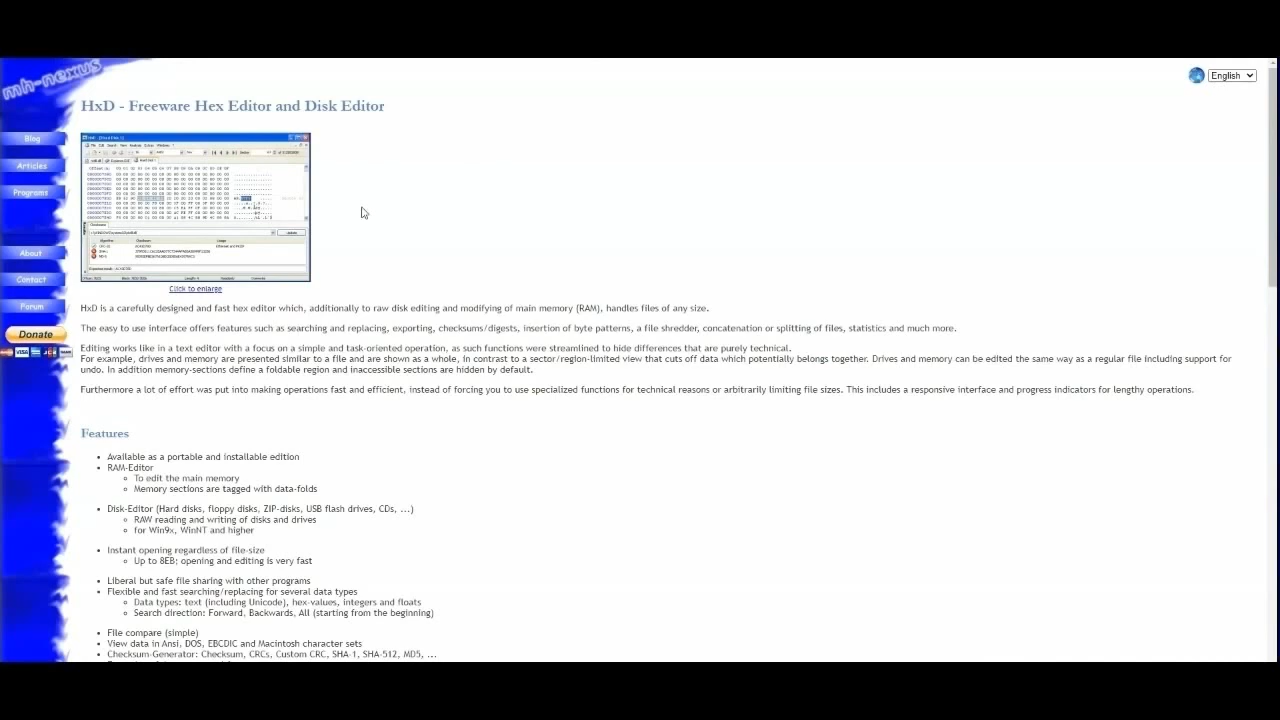 mh-nexus
English
HxD - Freeware Hex Editor and Disk Editor
Blog
Articles
Programs
About
Contact
Forum
Donate
VISA
Click to enlarge
HxD is a carefully designed and fast hex editor which, additionally to raw disk editing and modifying of main memory (RAM), handles files of any size.
The easy to use interface offers features such as searching and replacing, exporting, checksums/digests, insertion of byte patterns, a file shredder, concatenation or splitting of files, statistics and much more.
Editing works like in a text editor with a focus on a simple and task-oriented operation, as such functions were streamlined to hide differences that are purely technical.
For example, drives and memory are presented similar to a file and are shown as a whole, in contrast to a sector/region-limited view that cuts off data which potentially belongs together. Drives and memory can be edited the same way as a regular file including support for
undo. In addition memory-sections define a foldable region and inaccessible sections are hidden by default.
Furthermore a lot of effort was put into making operations fast and efficient, instead of forcing you to use specialized functions for technical reasons or arbitrarily limiting file sizes. This includes a responsive interface and progress indicators for lengthy operations.
Features
• Available as a portable and installable edition
• RAM-Editor
○ To edit the main memory
○ Memory sections are tagged with data-folds
• Disk-Editor (Hard disks, floppy disks, ZIP-disks, USB flash drives, CDs, ...)
○ RAW reading and writing of disks and drives
○ for Win9x, WinNT and higher
• Instant opening regardless of file-size
○ Up to 8EB; opening and editing is very fast
• Liberal but safe file sharing with other programs
• Flexible and fast searching/replacing for several data types
○ Data types: text (including Unicode), hex-values, integers and floats
○ Search direction: Forward, Backwards, All (starting from the beginning)
• File compare (simple)
• View data in Ansi, DOS, EBCDIC and Macintosh character sets
• Checksum-Generator: Checksum, CRCs, Custom CRC, SHA-1, SHA-512, MD5, ...